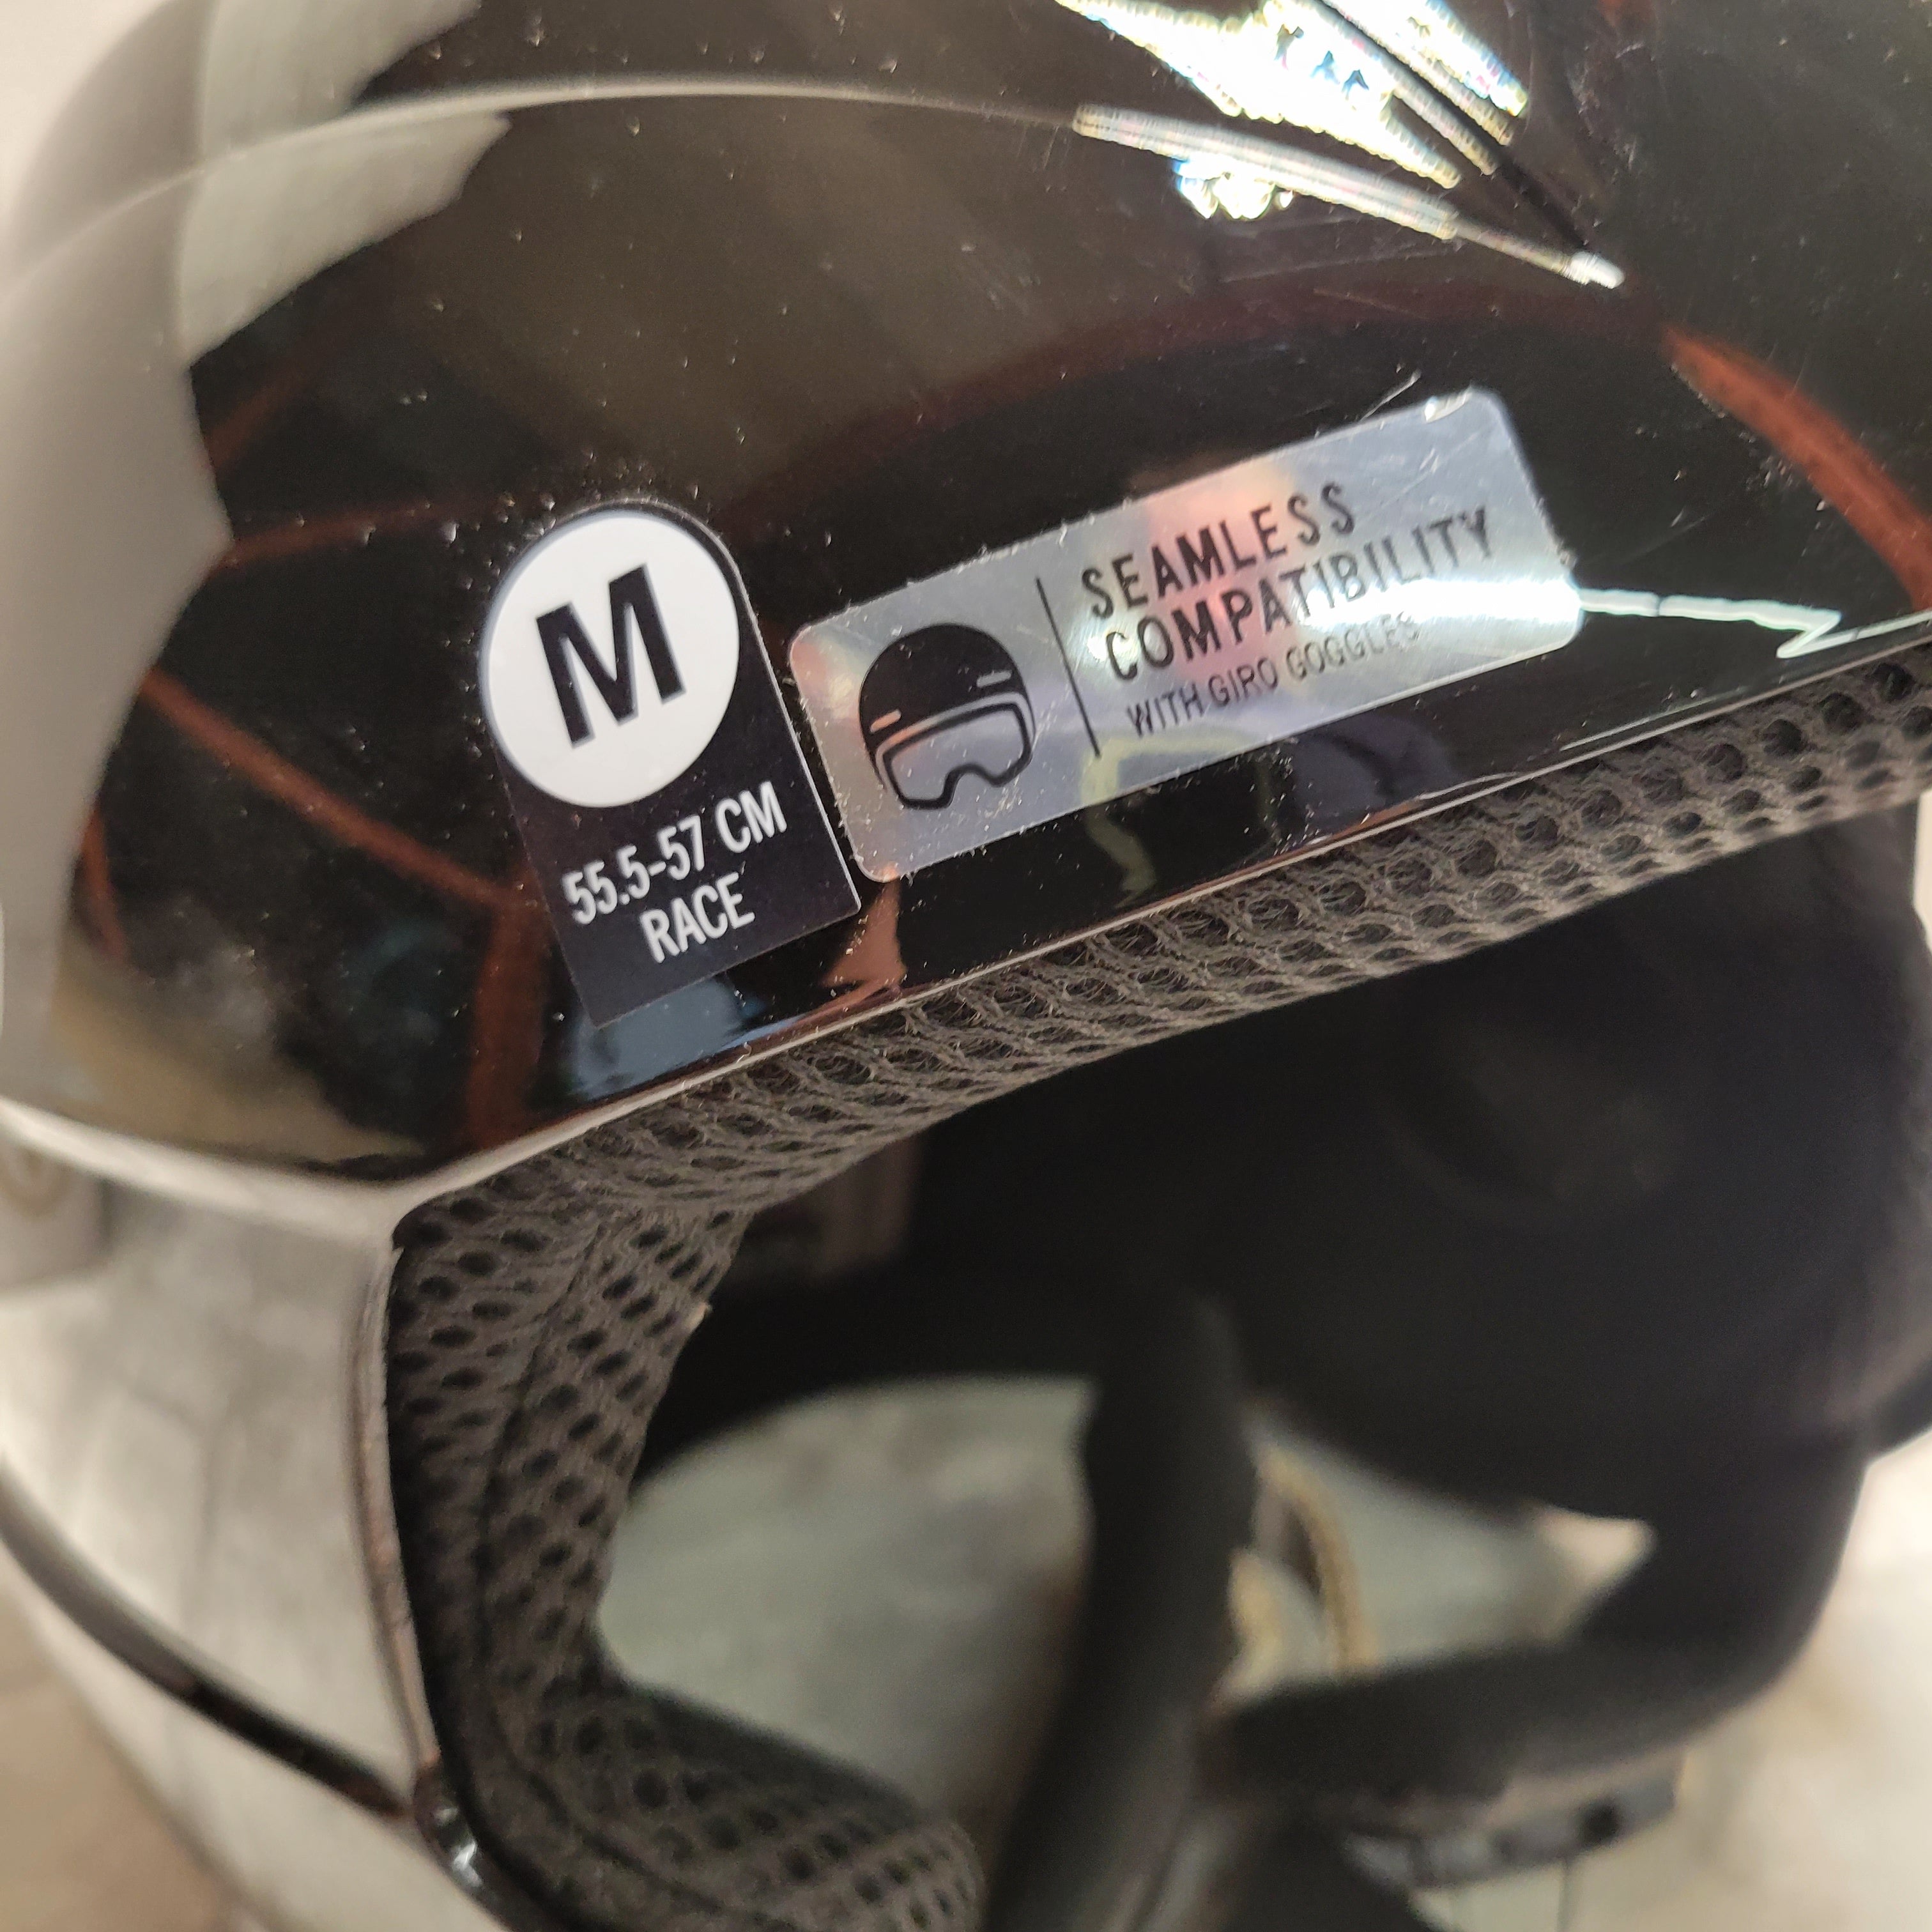 M
55.5-57 CM
RACE
SEAMLESS
COMPATIBILITY
WITH GIRO GOGGLES